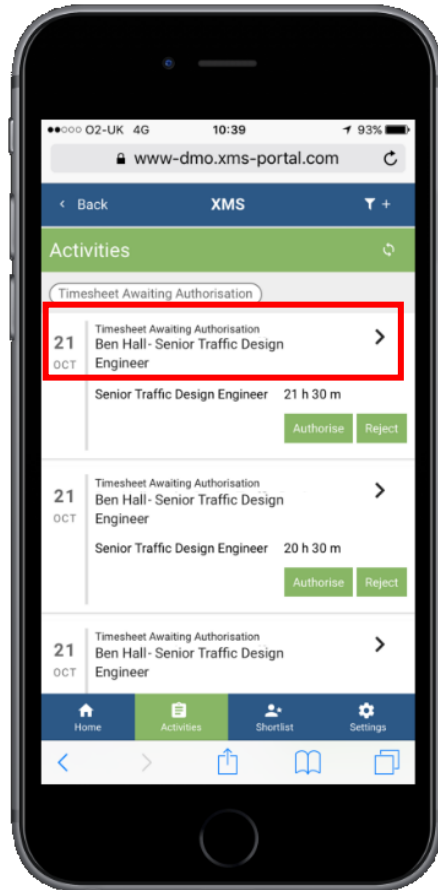 O2-UK 4G 10:39 93%
www-dmo.xms-portal.com
Back XMS +
Activities
Timesheet Awaiting Authorisation
21 OCT
Timesheet Awaiting Authorisation
Ben Hall- Senior Traffic Design
Engineer
Senior Traffic Design Engineer 21 h 30 m
Authorise Reject
21 OCT
Timesheet Awaiting Authorisation
Ben Hall- Senior Traffic Design
Engineer
Senior Traffic Design Engineer 20 h 30 m
Authorise Reject
21 OCT
Timesheet Awaiting Authorisation
Ben Hall- Senior Traffic Design
Engineer
Home Activities Shortlist Settings